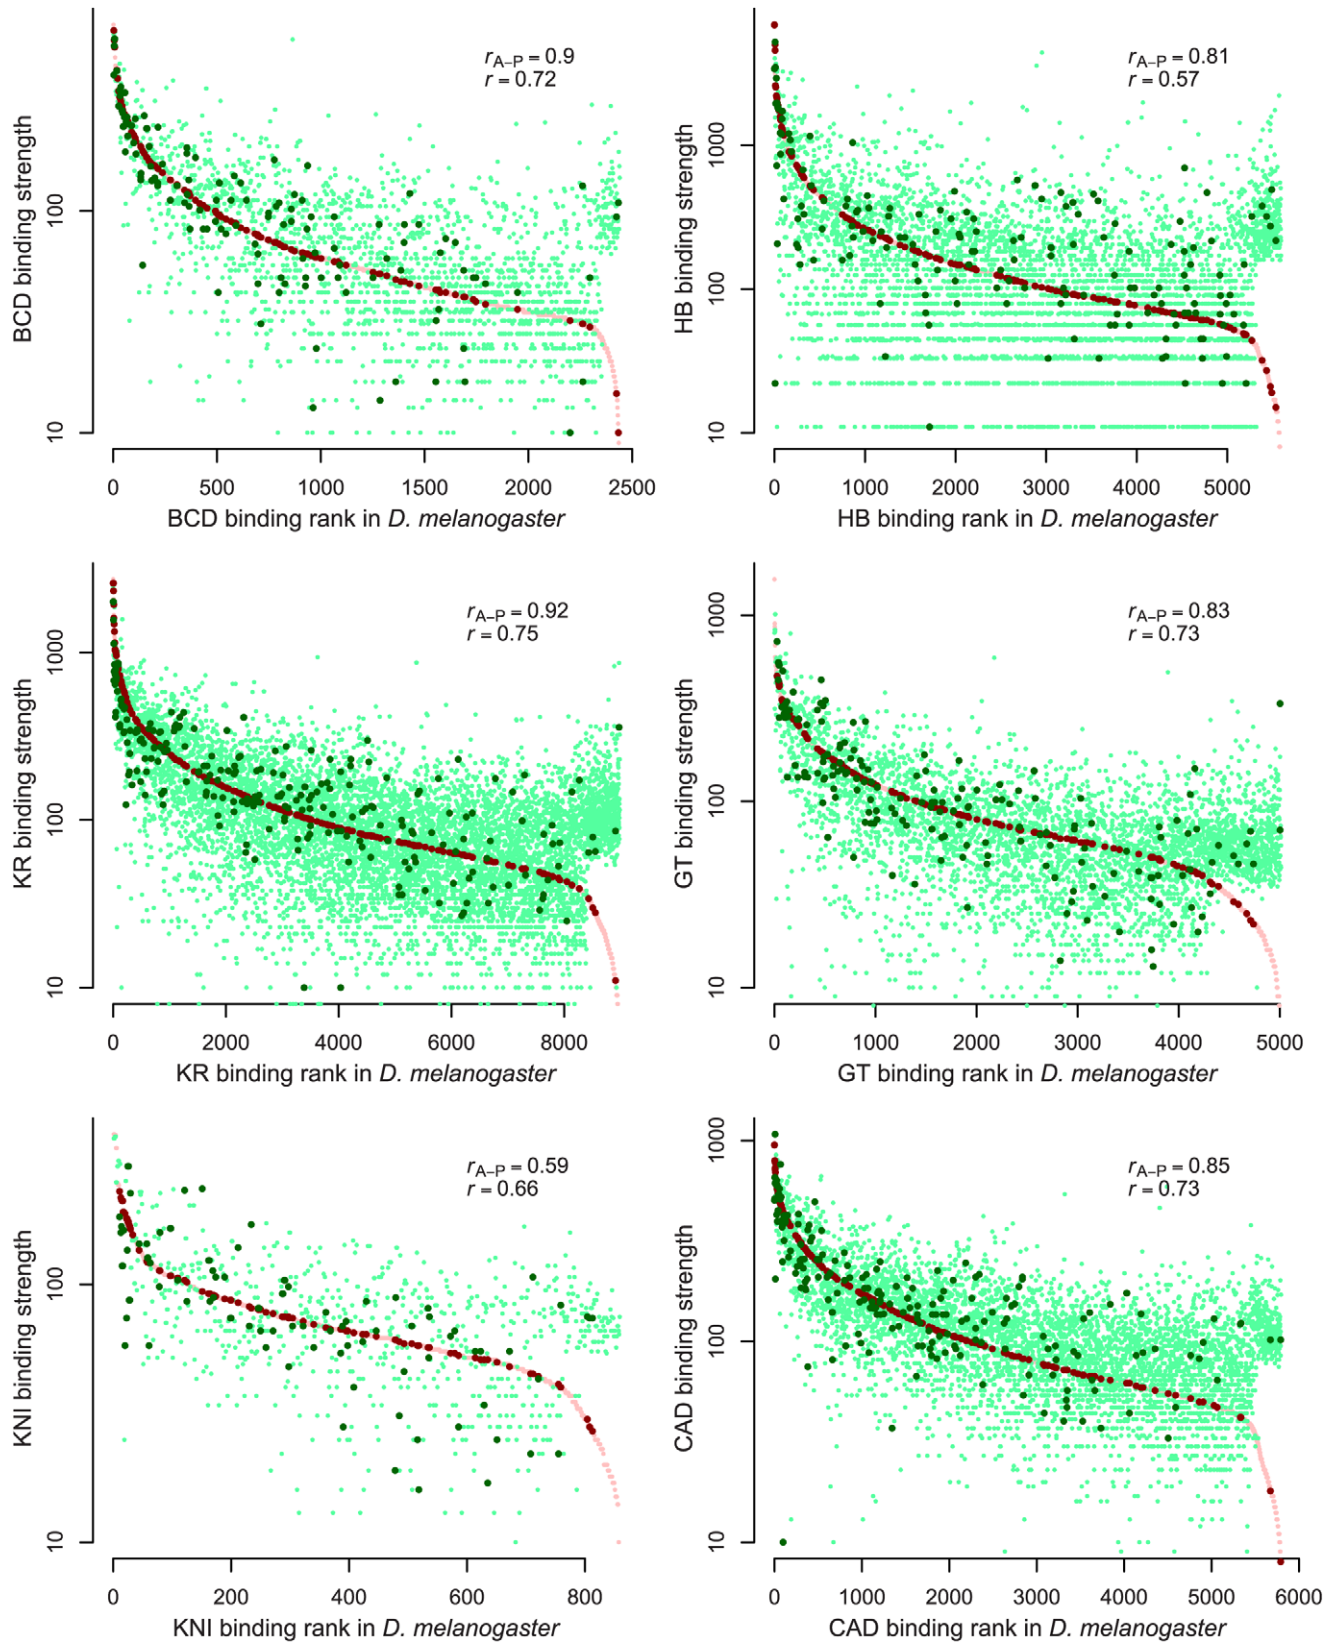 r_A–P = 0.9
r = 0.72
BCD binding strength
100
10
0 500 1000 1500 2000 2500
BCD binding rank in D. melanogaster
r_A–P = 0.81
r = 0.57
HB binding strength
1000
100
10
0 1000 2000 3000 4000 5000
HB binding rank in D. melanogaster
r_A–P = 0.92
r = 0.75
KR binding strength
1000
100
10
0 2000 4000 6000 8000
KR binding rank in D. melanogaster
r_A–P = 0.83
r = 0.73
GT binding strength
1000
100
10
0 1000 2000 3000 4000 5000
GT binding rank in D. melanogaster
r_A–P = 0.59
r = 0.66
KNI binding strength
100
10
0 200 400 600 800
KNI binding rank in D. melanogaster
r_A–P = 0.85
r = 0.73
CAD binding strength
1000
100
10
0 1000 2000 3000 4000 5000 6000
CAD binding rank in D. melanogaster